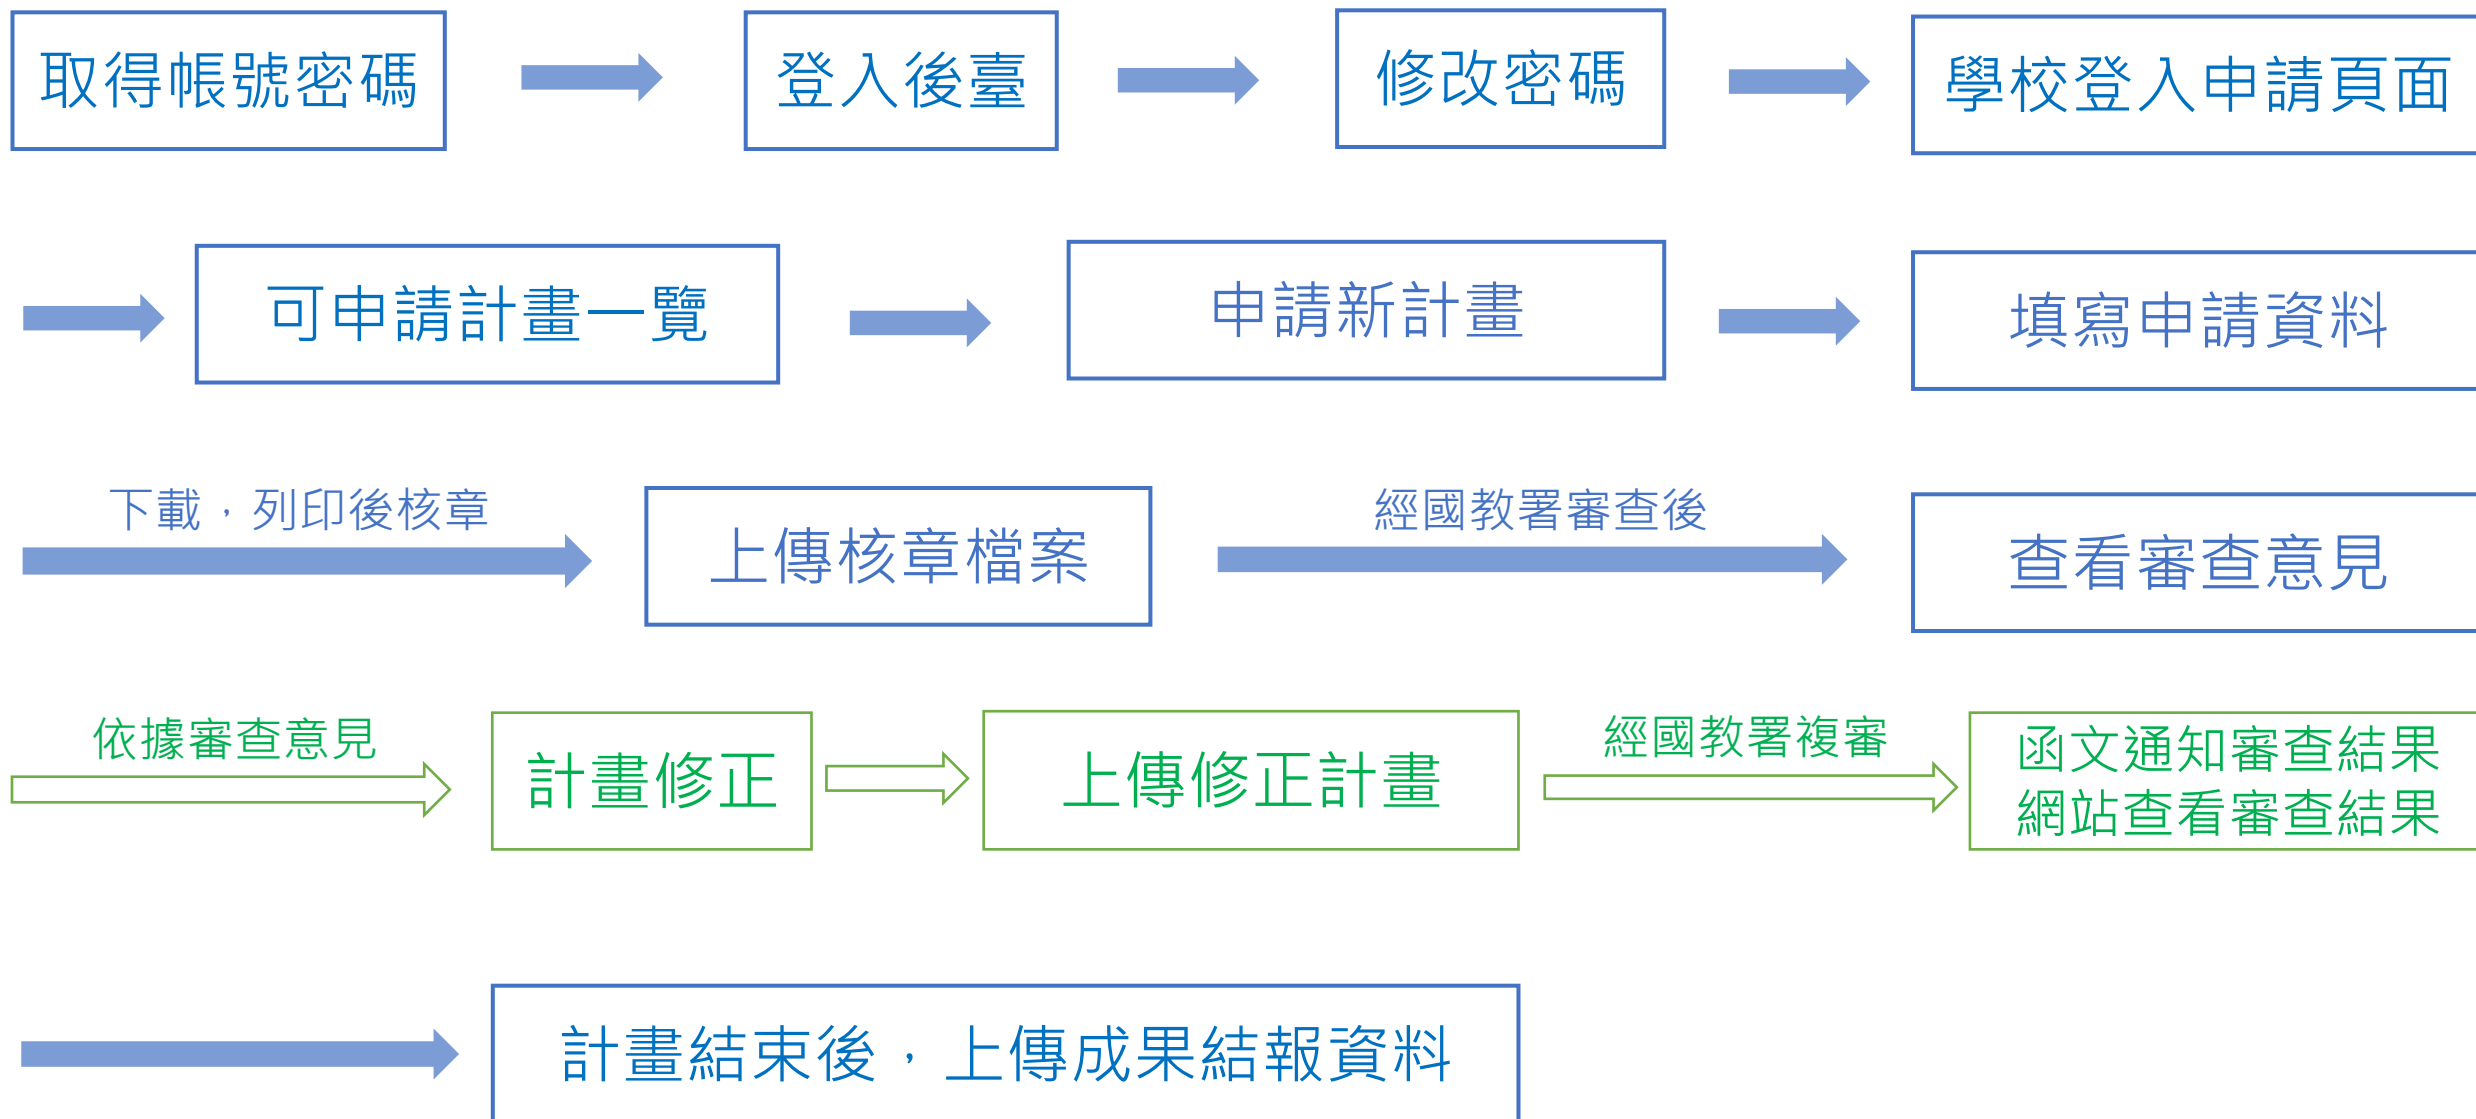 取得帳號密碼
登入後臺
修改密碼
學校登入申請頁面
可申請計畫一覽
申請新計畫
填寫申請資料
下載，列印後核章
上傳核章檔案
經國教署審查後
查看審查意見
依據審查意見
計畫修正
上傳修正計畫
經國教署複審
函文通知審查結果
網站查看審查結果
計畫結束後，上傳成果結報資料